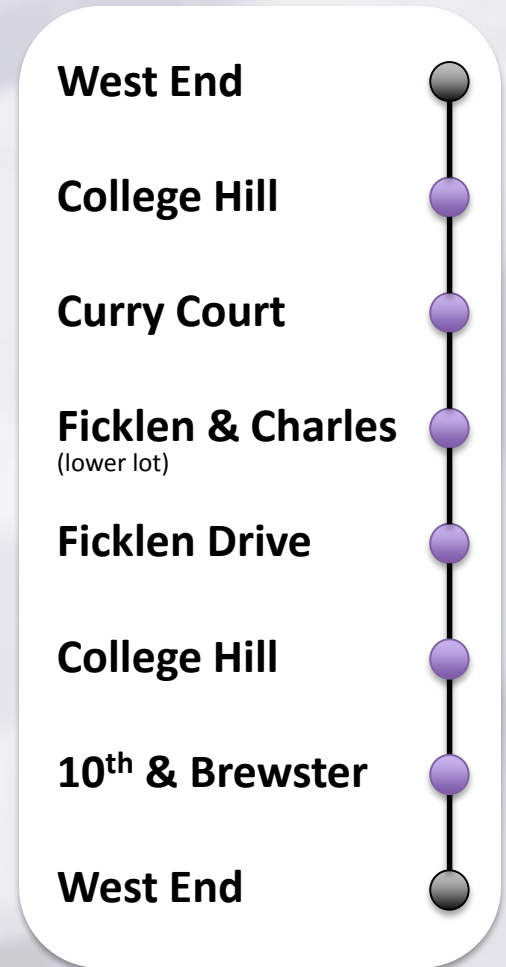 West End
College Hill
Curry Court
Ficklen & Charles
(lower lot)
Ficklen Drive
College Hill
10th & Brewster
West End